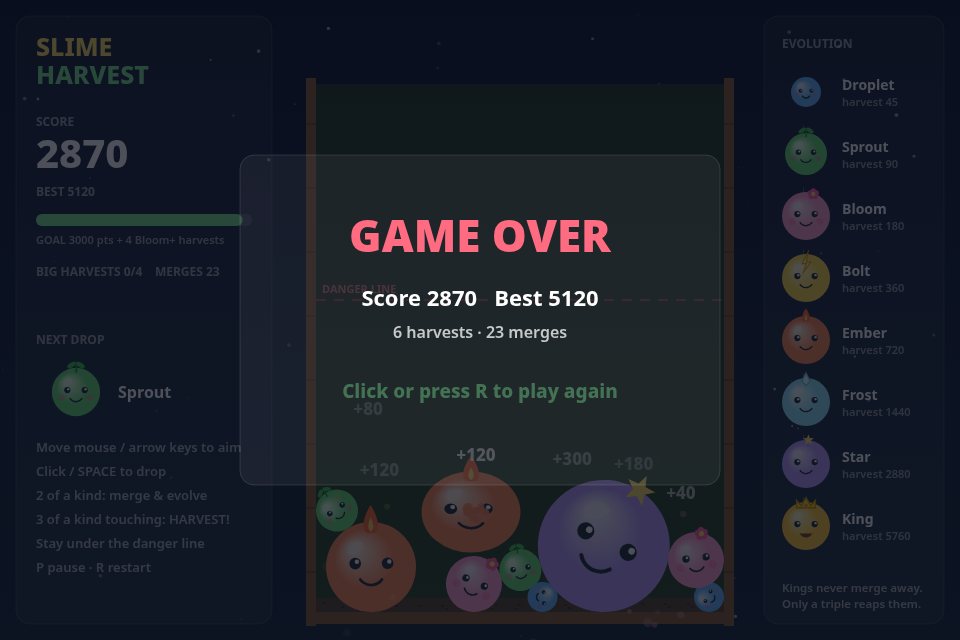 SLIME
HARVEST
SCORE
2870
BEST 5120
GOAL 3000 pts + 4 Bloom+ harvests
BIG HARVESTS 0/4 MERGES 23
NEXT DROP
Sprout
Move mouse / arrow keys to aim
Click / SPACE to drop
2 of a kind: merge & evolve
3 of a kind touching: HARVEST!
Stay under the danger line
P pause · R restart
GAME OVER
DANGER LINE
Score 2870 Best 5120
6 harvests · 23 merges
Click or press R to play again
+80
+120
+120
+300
+180
+40
EVOLUTION
Droplet
harvest 45
Sprout
harvest 90
Bloom
harvest 180
Bolt
harvest 360
Ember
harvest 720
Frost
harvest 1440
Star
harvest 2880
King
harvest 5760
Kings never merge away.
Only a triple reaps them.